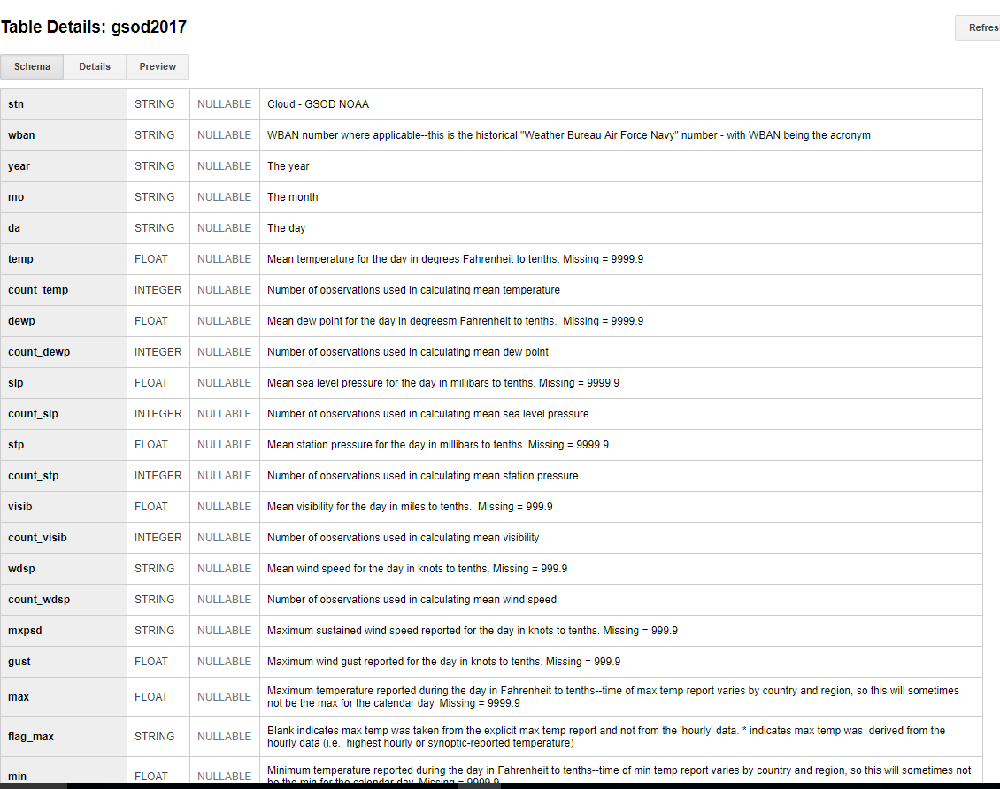 Table Details: gsod2017
Refres
Schema Details Preview
stn STRING NULLABLE Cloud - GSOD NOAA
wban STRING NULLABLE WBAN number where applicable--this is the historical "Weather Bureau Air Force Navy" number - with WBAN being the acronym
year STRING NULLABLE The year
mo STRING NULLABLE The month
da STRING NULLABLE The day
temp FLOAT NULLABLE Mean temperature for the day in degrees Fahrenheit to tenths. Missing = 9999.9
count_temp INTEGER NULLABLE Number of observations used in calculating mean temperature
dewp FLOAT NULLABLE Mean dew point for the day in degreesm Fahrenheit to tenths.  Missing = 9999.9
count_dewp INTEGER NULLABLE Number of observations used in calculating mean dew point
slp FLOAT NULLABLE Mean sea level pressure for the day in millibars to tenths. Missing = 9999.9
count_slp INTEGER NULLABLE Number of observations used in calculating mean sea level pressure
stp FLOAT NULLABLE Mean station pressure for the day in millibars to tenths. Missing = 9999.9
count_stp INTEGER NULLABLE Number of observations used in calculating mean station pressure
visib FLOAT NULLABLE Mean visibility for the day in miles to tenths.  Missing = 999.9
count_visib INTEGER NULLABLE Number of observations used in calculating mean visibility
wdsp STRING NULLABLE Mean wind speed for the day in knots to tenths. Missing = 999.9
count_wdsp STRING NULLABLE Number of observations used in calculating mean wind speed
mxpsd STRING NULLABLE Maximum sustained wind speed reported for the day in knots to tenths. Missing = 999.9
gust FLOAT NULLABLE Maximum wind gust reported for the day in knots to tenths. Missing = 999.9
max FLOAT NULLABLE Maximum temperature reported during the day in Fahrenheit to tenths--time of max temp report varies by country and region, so this will sometimes
not be the max for the calendar day. Missing = 9999.9
flag_max STRING NULLABLE Blank indicates max temp was taken from the explicit max temp report and not from the 'hourly' data. * indicates max temp was  derived from the
hourly data (i.e., highest hourly or synoptic-reported temperature)
min FLOAT NULLABLE Minimum temperature reported during the day in Fahrenheit to tenths--time of min temp report varies by country and region, so this will sometimes not
be the min for the calendar day. Missing = 9999.9